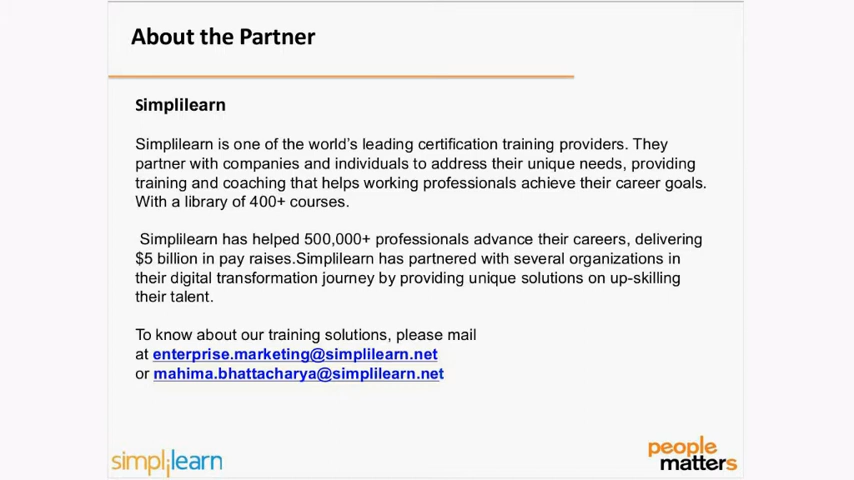 About the Partner
Simplilearn
Simplilearn is one of the world's leading certification training providers. They
partner with companies and individuals to address their unique needs, providing
training and coaching that helps working professionals achieve their career goals.
With a library of 400+ courses.
Simplilearn has helped 500,000+ professionals advance their careers, delivering
$5 billion in pay raises.Simplilearn has partnered with several organizations in
their digital transformation journey by providing unique solutions on up-skilling
their talent.
To know about our training solutions, please mail
at enterprise.marketing@simplilearn.net
or mahima.bhattacharya@simplilearn.net
simplilearn
people
matters